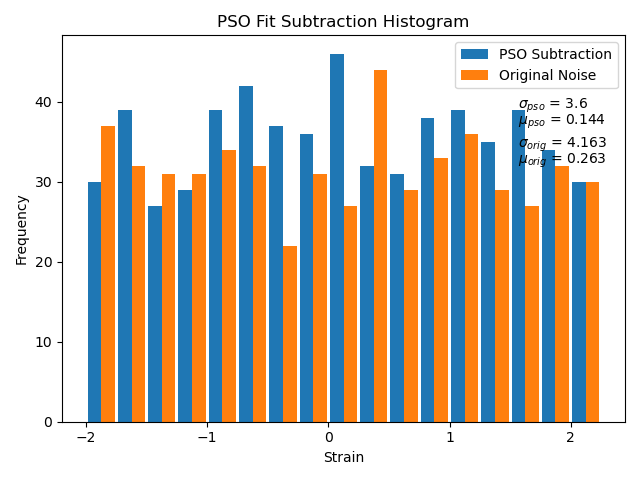 PSO Fit Subtraction Histogram
PSO Subtraction
Original Noise
σpso = 3.6
μpso = 0.144
σorig = 4.163
μorig = 0.263
Frequency
40
30
20
10
0
−2
−1
0
1
2
Strain